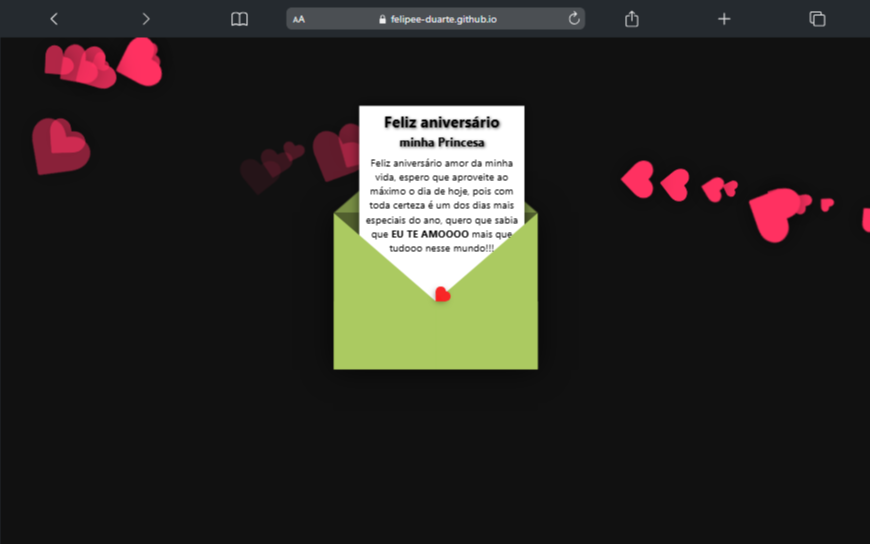 AA
felipee-duarte.github.io
Feliz aniversário
minha Princesa
Feliz aniversário amor da minha
vida, espero que aproveite ao
máximo o dia de hoje, pois com
toda certeza é um dos dias mais
especiais do ano, quero que sabia
que EU TE AMOOOO mais que
tudooo nesse mundo!!!